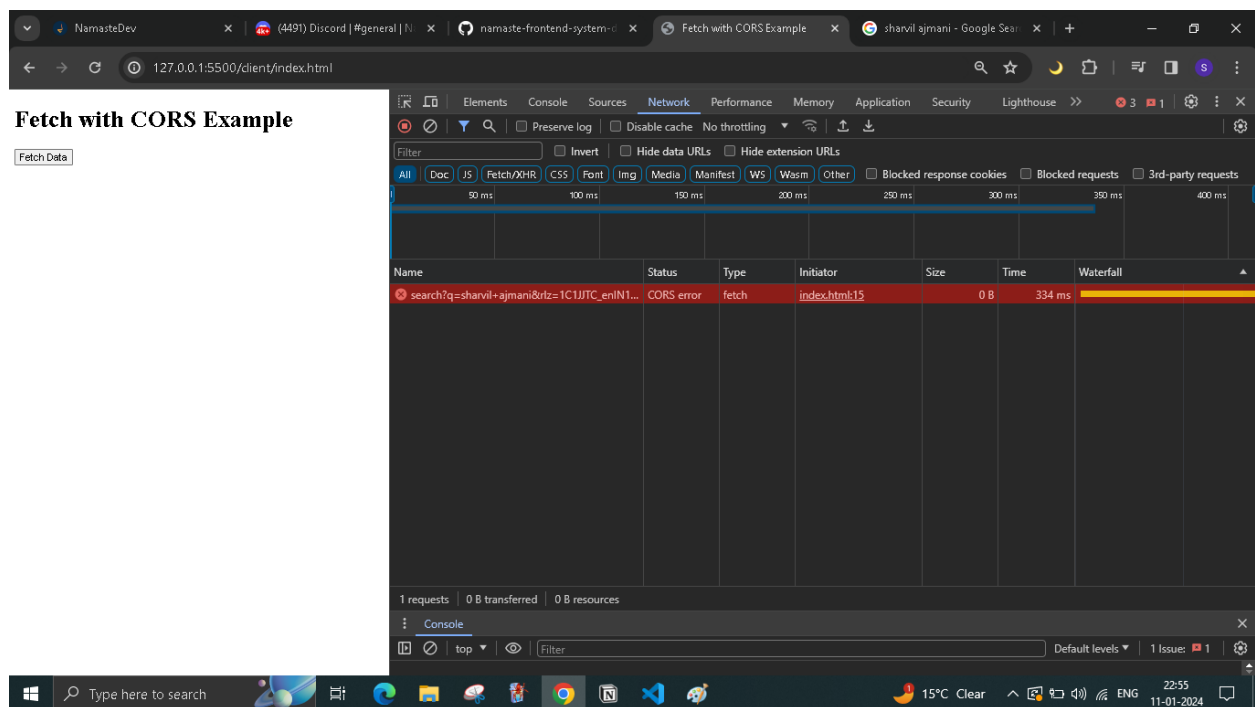 NamasteDev
(4491) Discord | #general | N
namaste-frontend-system-d
Fetch with CORS Example
sharvil ajmani - Google Sear
127.0.0.1:5500/client/index.html
S
Fetch with CORS Example
Fetch Data
Elements Console Sources Network Performance Memory Application Security Lighthouse 3 1
Preserve log Disable cache No throttling
Filter Invert Hide data URLs Hide extension URLs
All Doc JS Fetch/XHR CSS Font Img Media Manifest WS Wasm Other Blocked response cookies Blocked requests 3rd-party requests
50 ms 100 ms 150 ms 200 ms 250 ms 300 ms 350 ms 400 ms
Name Status Type Initiator Size Time Waterfall
search?q=sharvil+ajmani&rlz=1C1JJTC_enIN1... CORS error fetch index.html:15 0 B 334 ms
1 requests 0 B transferred 0 B resources
Console
top Filter Default levels 1 Issue: 1
Type here to search
15°C Clear
ENG
22:55
11-01-2024